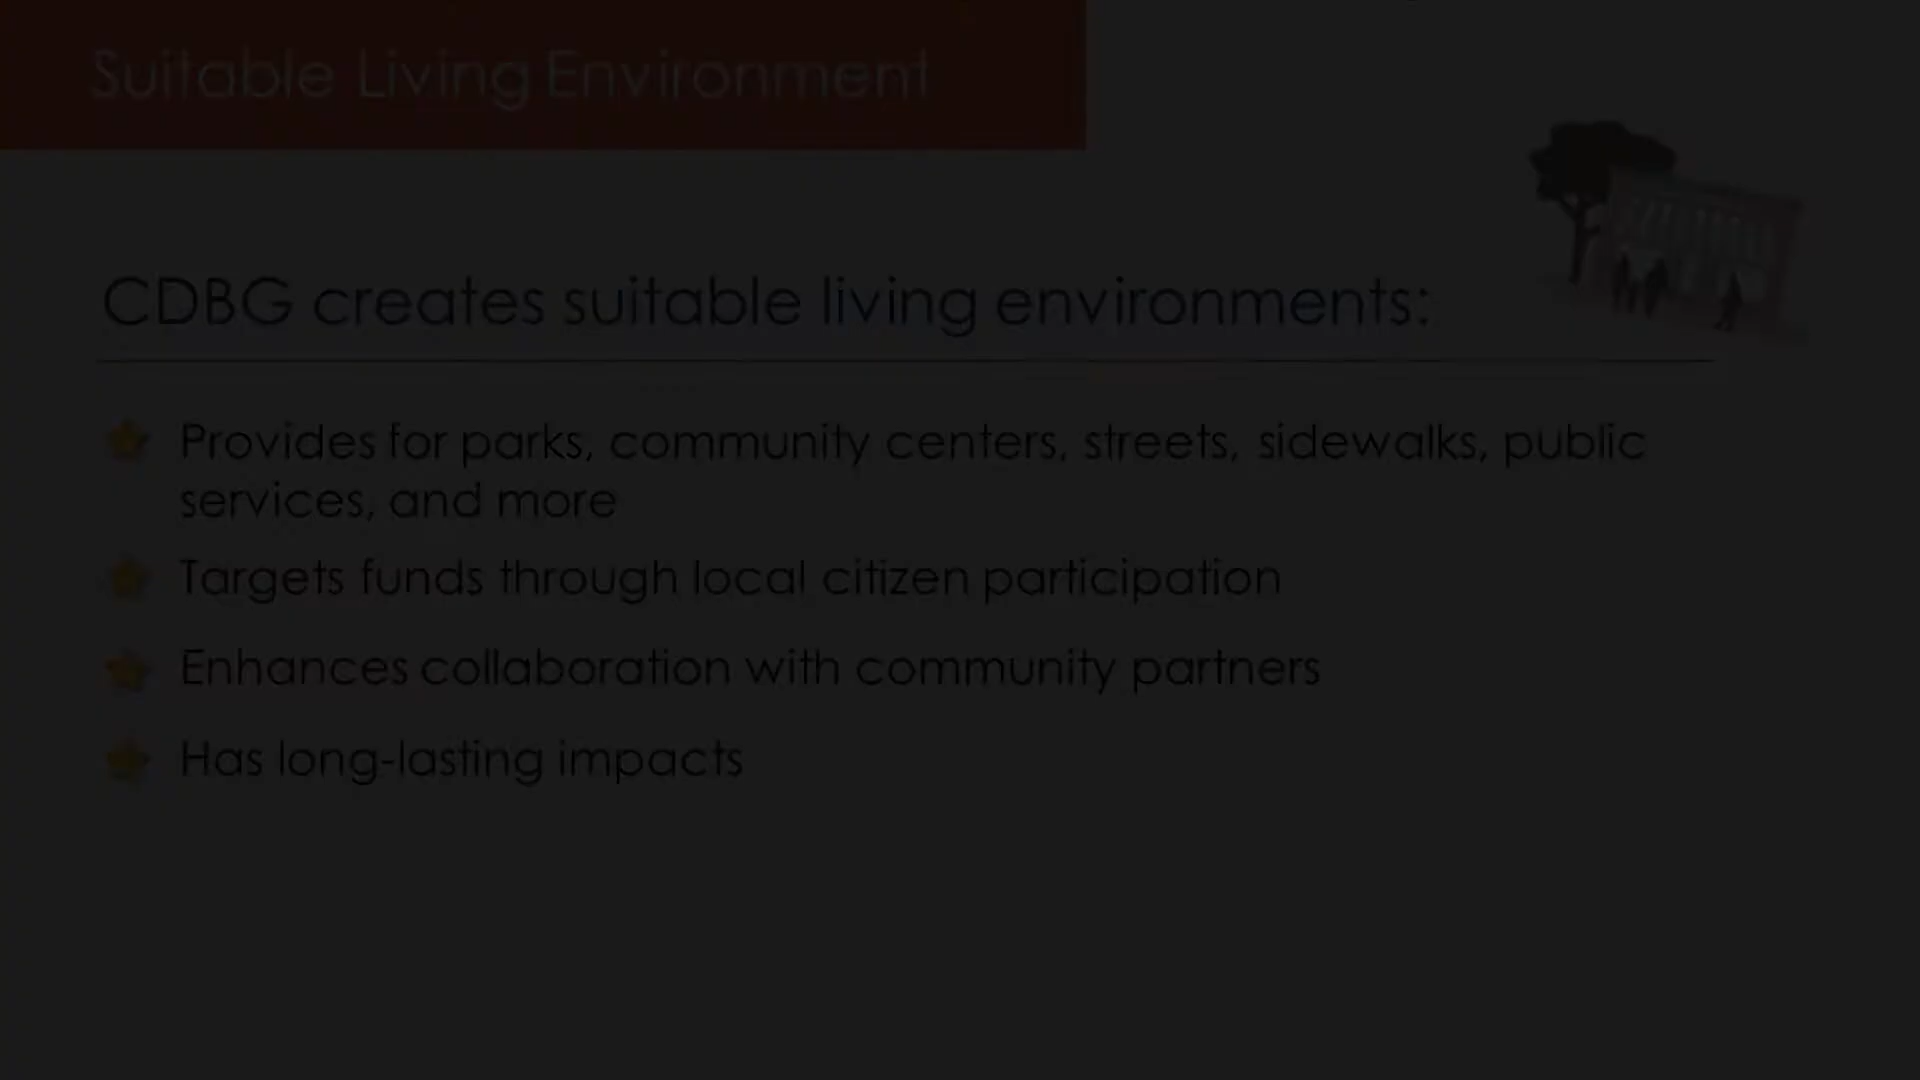 Suitable Living Environment
CDBG creates suitable living environments:
Provides for parks, community centers, streets, sidewalks, public
services, and more
Targets funds through local citizen participation
Enhances collaboration with community partners
Has long-lasting impacts